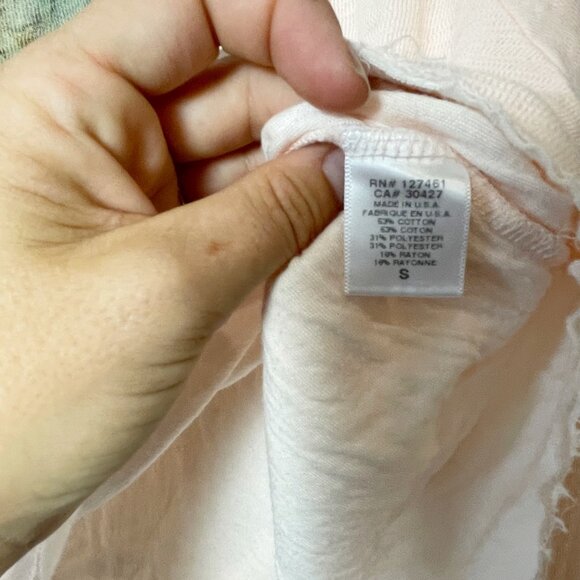 RN# 127461
CA# 30427
MADE IN U.S.A.
FABRIQUE EN U.S.A.
53% COTTON
53% COTON
31% POLYESTER
31% POLYESTER
16% RAYON
16% RAYONNE
S